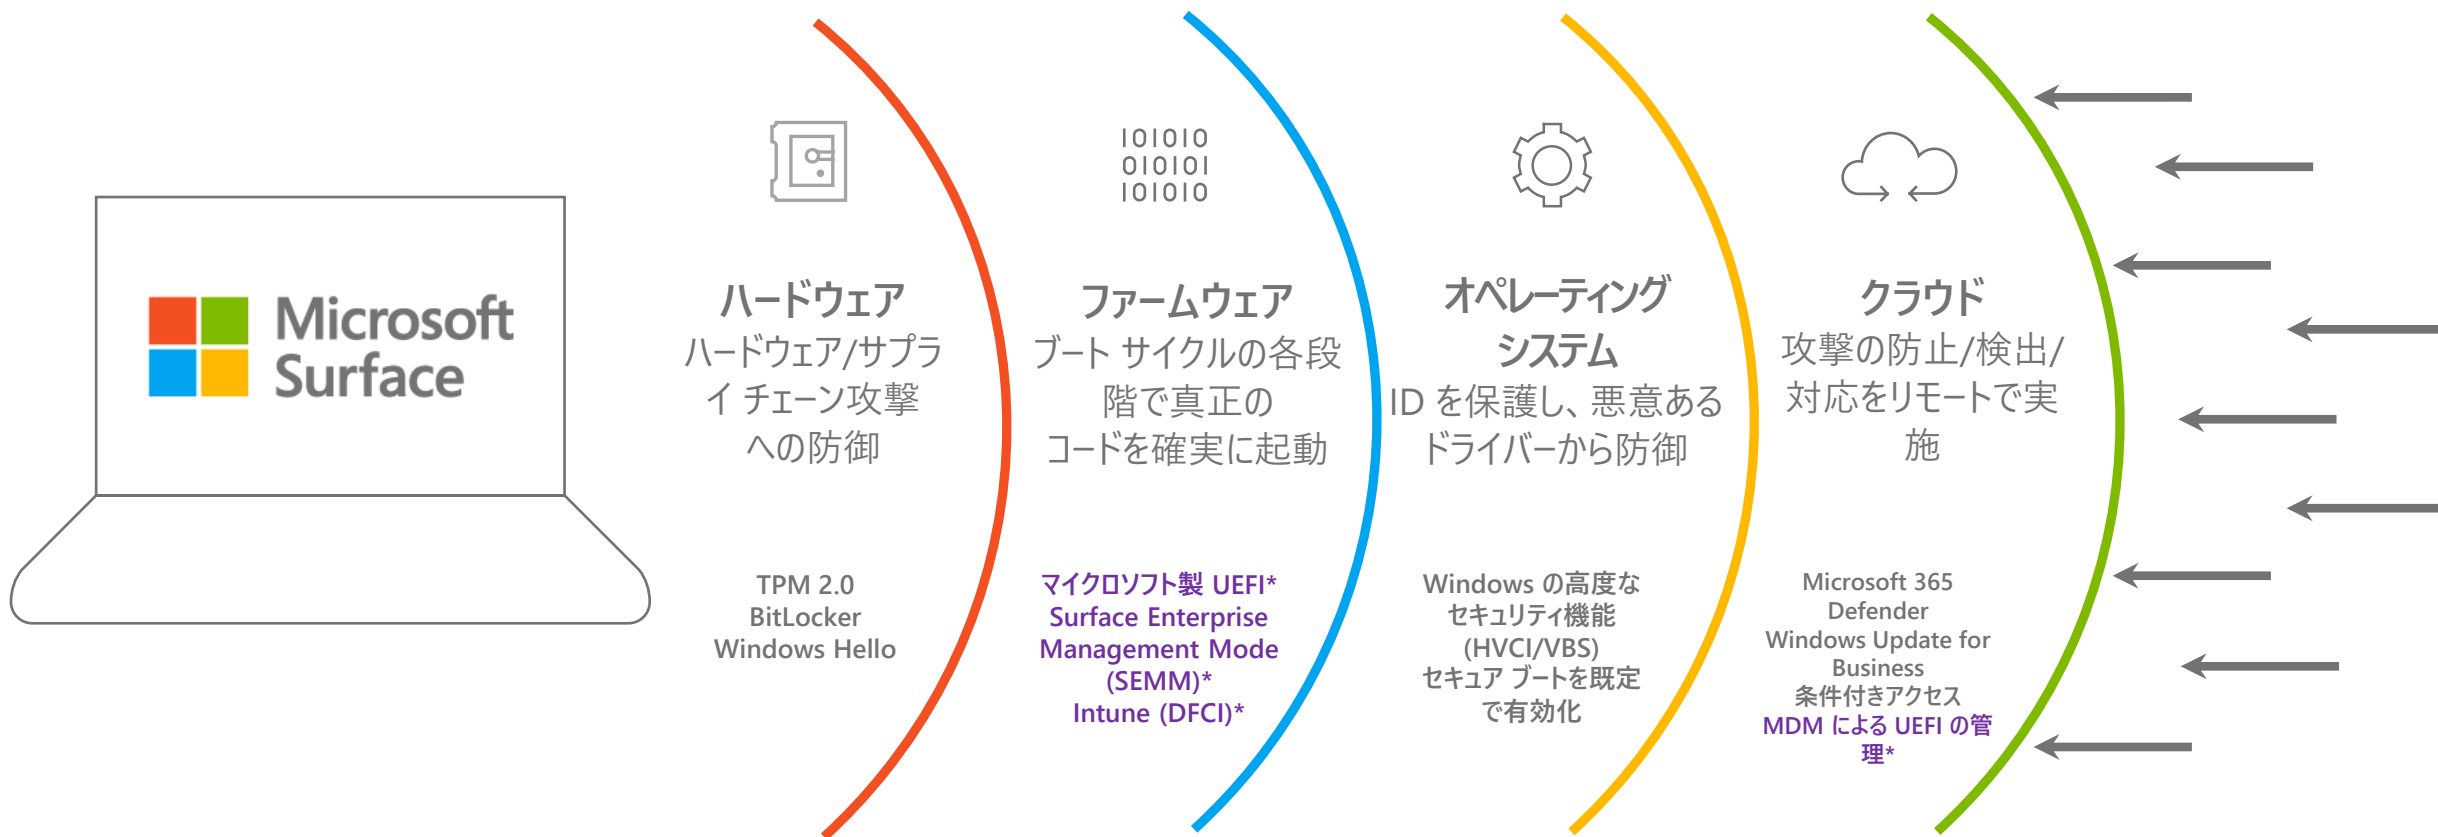 Microsoft
Surface
ハードウェア
ハードウェア/サプラ
イ チェーン攻撃
への防御
TPM 2.0
BitLocker
Windows Hello
101010
010101
101010
ファームウェア
ブート サイクルの各段
階で真正の
コードを確実に起動
マイクロソフト製 UEFI*
Surface Enterprise
Management Mode
(SEMM)*
Intune (DFCI)*
オペレーティング
システム
ID を保護し、悪意ある
ドライバーから防御
Windows の高度な
セキュリティ機能
(HVCI/VBS)
セキュア ブートを既定
で有効化
クラウド
攻撃の防止/検出/
対応をリモートで実
施
Microsoft 365
Defender
Windows Update for
Business
条件付きアクセス
MDM による UEFI の管
理*